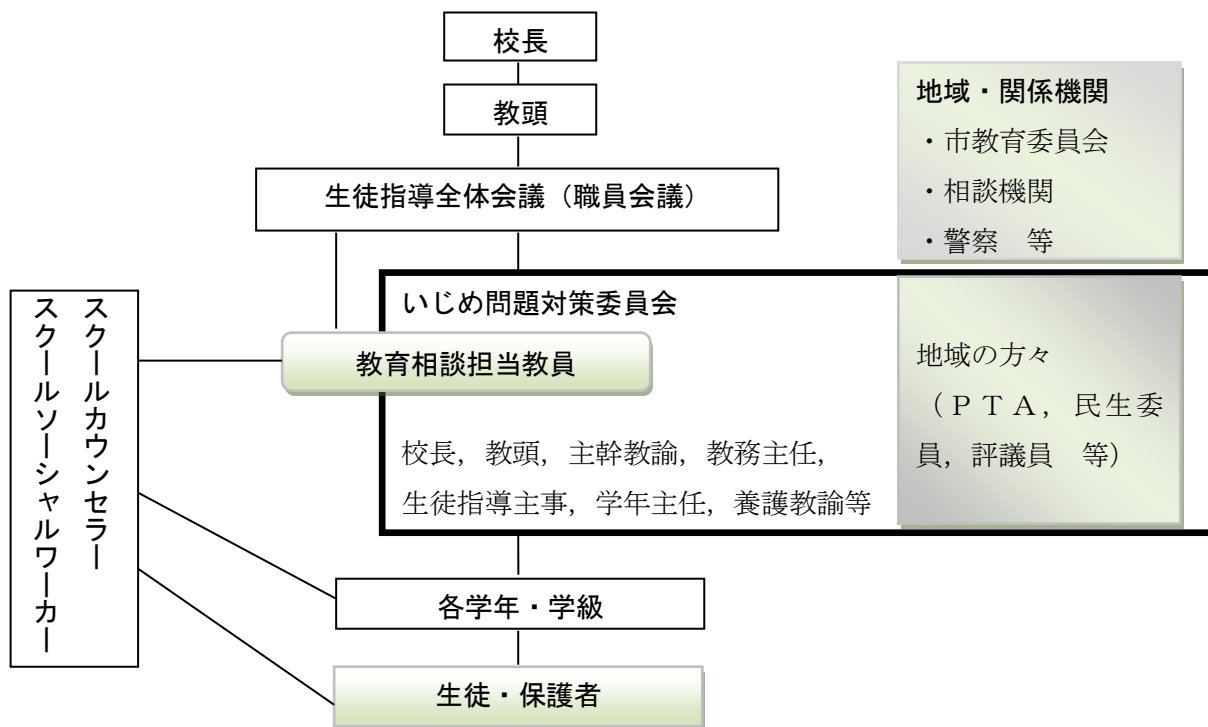 校長
教頭
生徒指導全体会議（職員会議）
地域・関係機関
・市教育委員会
・相談機関
・警察　等
スクールカウンセラー
スクールソーシャルワーカー
いじめ問題対策委員会
教育相談担当教員
校長，教頭，主幹教諭，教務主任，
生徒指導主事，学年主任，養護教諭等
地域の方々
（ＰＴＡ，民生委
員，評議員　等）
各学年・学級
生徒・保護者